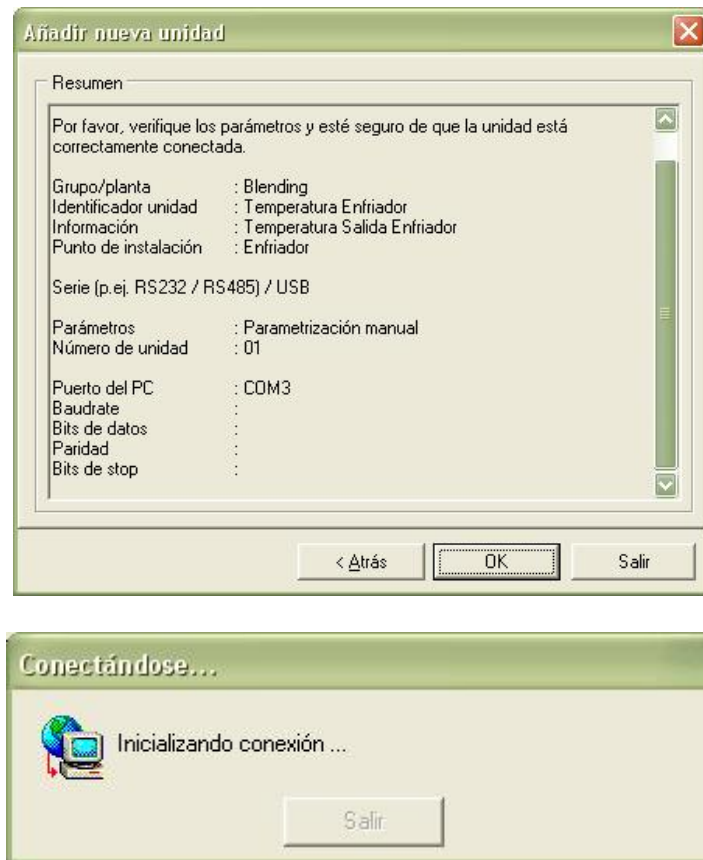 Añadir nueva unidad
Resumen
Por favor, verifique los parámetros y esté seguro de que la unidad está
correctamente conectada.
Grupo/planta : Blending
Identificador unidad : Temperatura Enfriador
Información : Temperatura Salida Enfriador
Punto de instalación : Enfriador
Serie (p.ej. RS232 / RS485) / USB
Parámetros : Parametrización manual
Número de unidad : 01
Puerto del PC : COM3
Baudrate :
Bits de datos :
Paridad :
Bits de stop :
< Atrás OK Salir
Conectándose...
Inicializando conexión ...
Salir